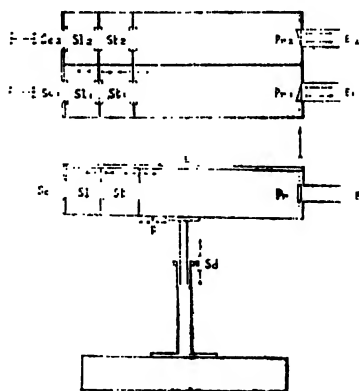 F Sc2 Sl2 St2 Pr2 E2
F Sc1 Sl1 St1 Pr1 E1
L
Sc Sl St Pr E
F
Sd